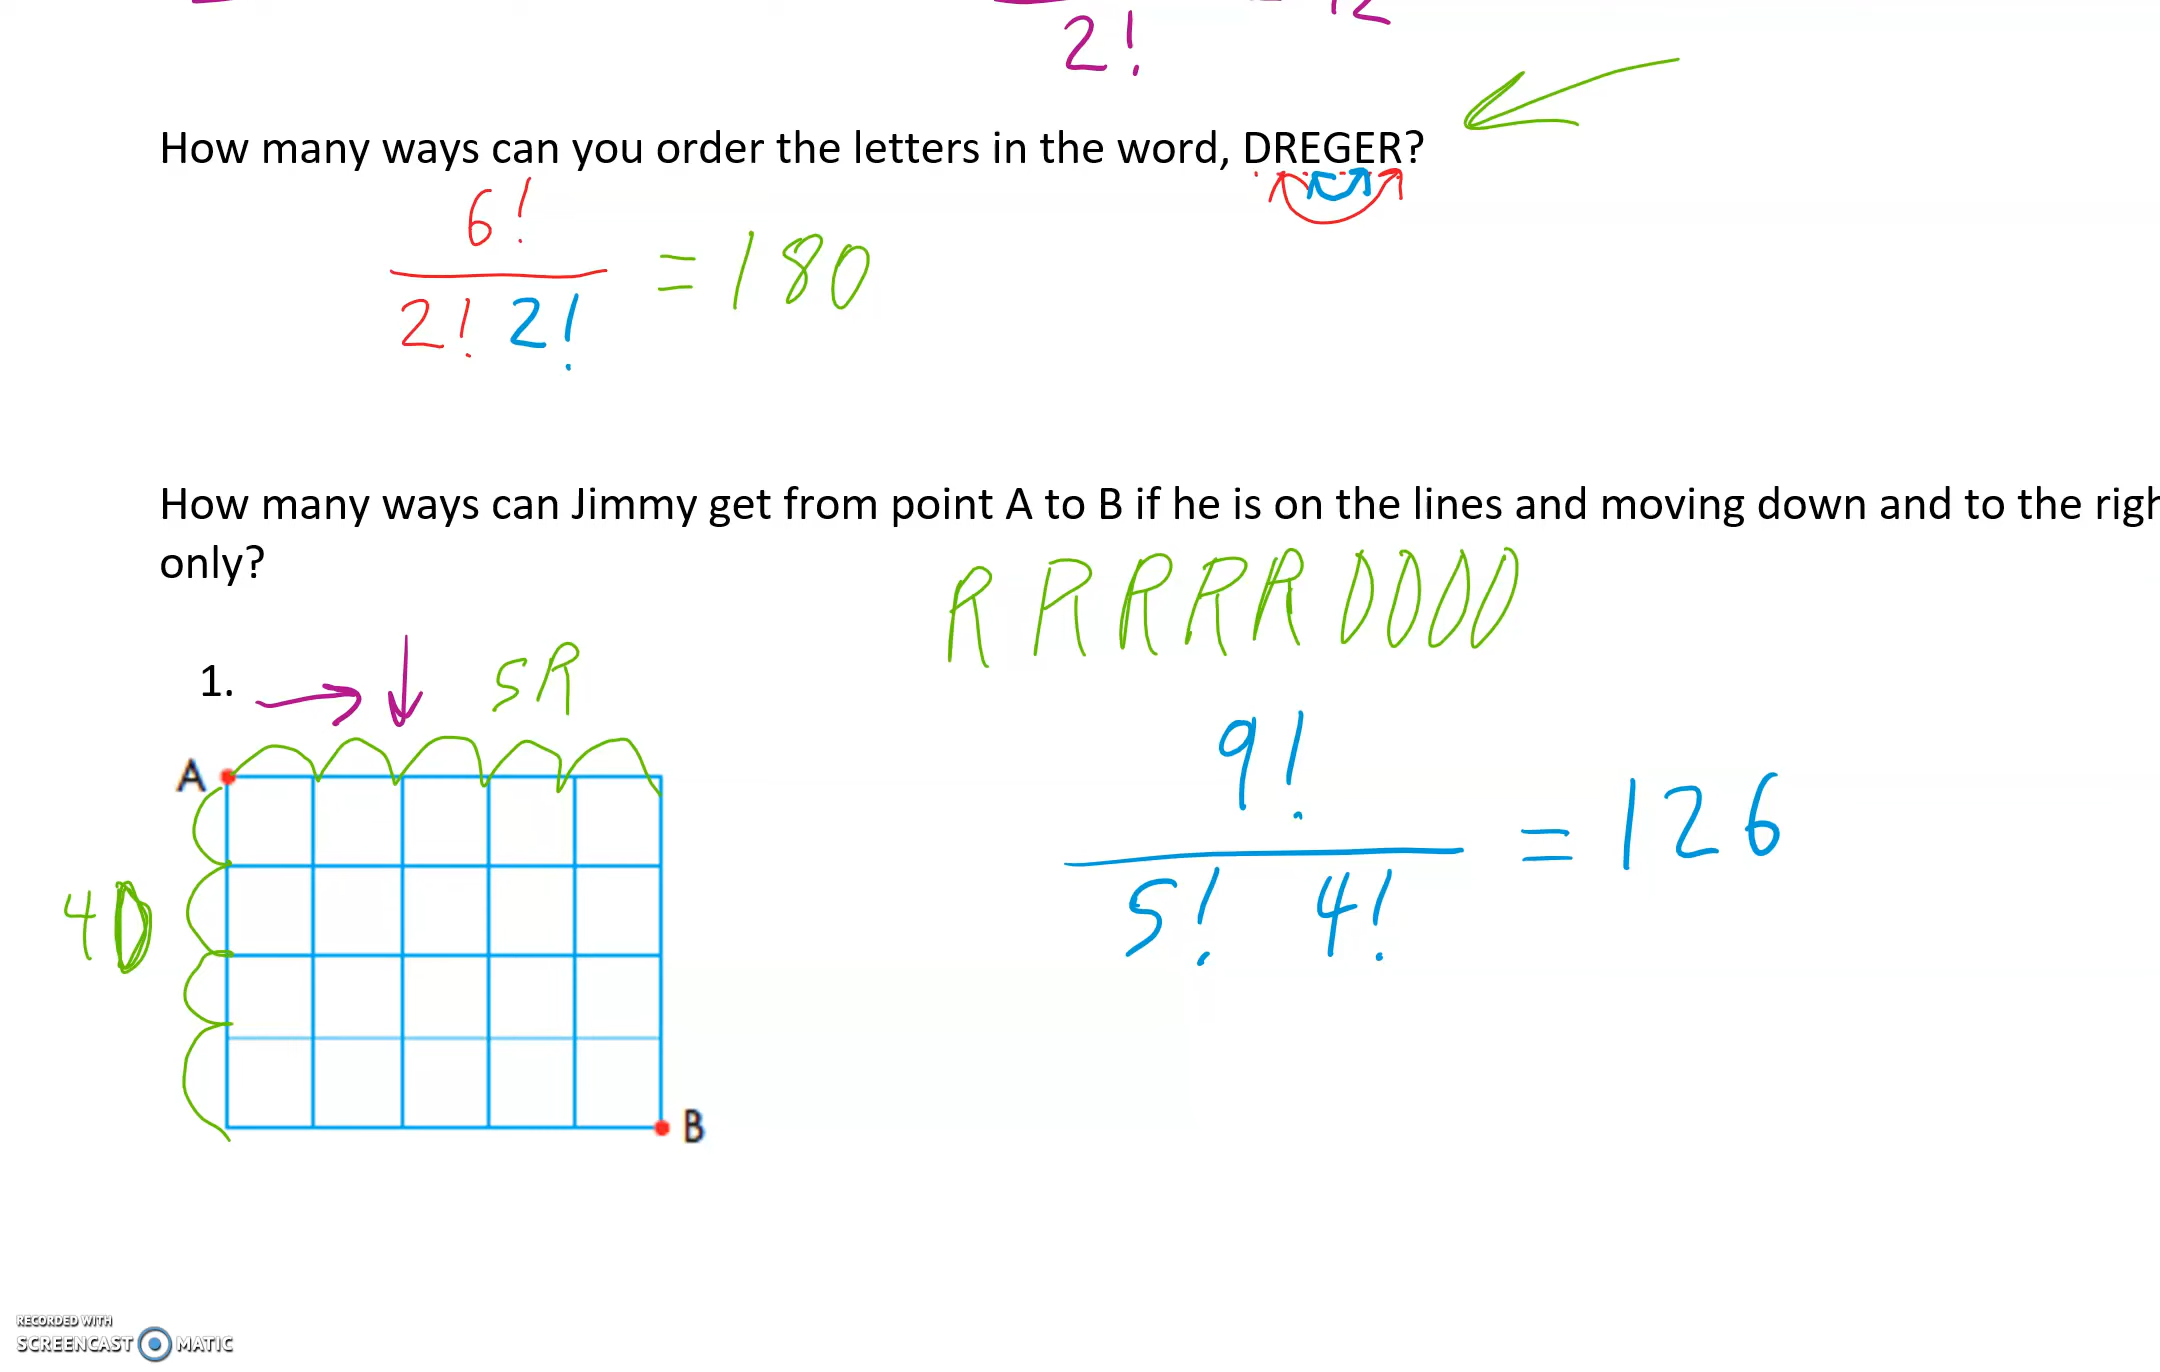 = 12
2!
How many ways can you order the letters in the word, DREGER?
6!
2! 2!
= 180
How many ways can Jimmy get from point A to B if he is on the lines and moving down and to the righ
only?
R R R R R D D D D
1.
5R
9!
5! 4!
= 126
A
4D
B
RECORDED WITH
SCREENCAST MATIC